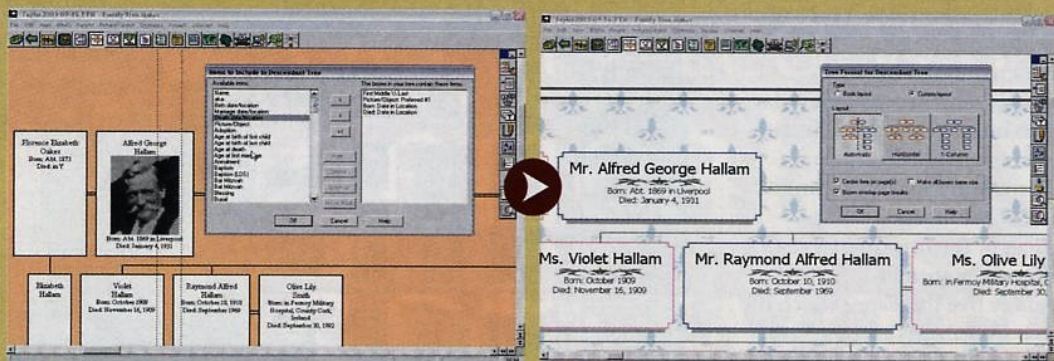 Items to Include in Descendant Tree
Available items:
Name
aka
Birth date/location
Marriage date/location
Death date/location
Picture/Object
Adoption
Age at birth of first child
Age at birth of last child
Age at death
Age at first marriage
Annulment
Baptism
Baptism (LDS)
Bar Mitzvah
Bat Mitzvah
Blessing
Burial
The boxes in your tree contain these items:
Picture/Object: Preferred #1
Born: Date in Location
Died: Date in Location
OK
Cancel
Help
Florence Elizabeth
Oakes
Born: Abt. 1873
Died: in Y
Alfred George
Hallam
Born: Abt. 1869 in Liverpool
Died: January 4, 1931
Elizabeth
Hallam
Violet
Hallam
Born: October 1909
Died: November 16, 1909
Raymond Alfred
Hallam
Born: October 10, 1910
Died: September 1969
Olive Lily
Smith
Born: in Fermoy Military
Hospital, County Cork,
Ireland
Died: September 30, 1982
Tree Format for Descendant Tree
Type
Book layout
Custom layout
Layout
Automatic
Horizontal
1-Column
Center tree on page(s)
Make all boxes same size
Boxes overlap page breaks
OK
Cancel
Help
Mr. Alfred George Hallam
Born: Abt. 1869 in Liverpool
Died: January 4, 1931
Ms. Violet Hallam
Born: October 1909
Died: November 16, 1909
Mr. Raymond Alfred Hallam
Born: October 10, 1910
Died: September 1969
Ms. Olive Lily
Born: in Fermoy Military Hospital, C
Died: September 30,